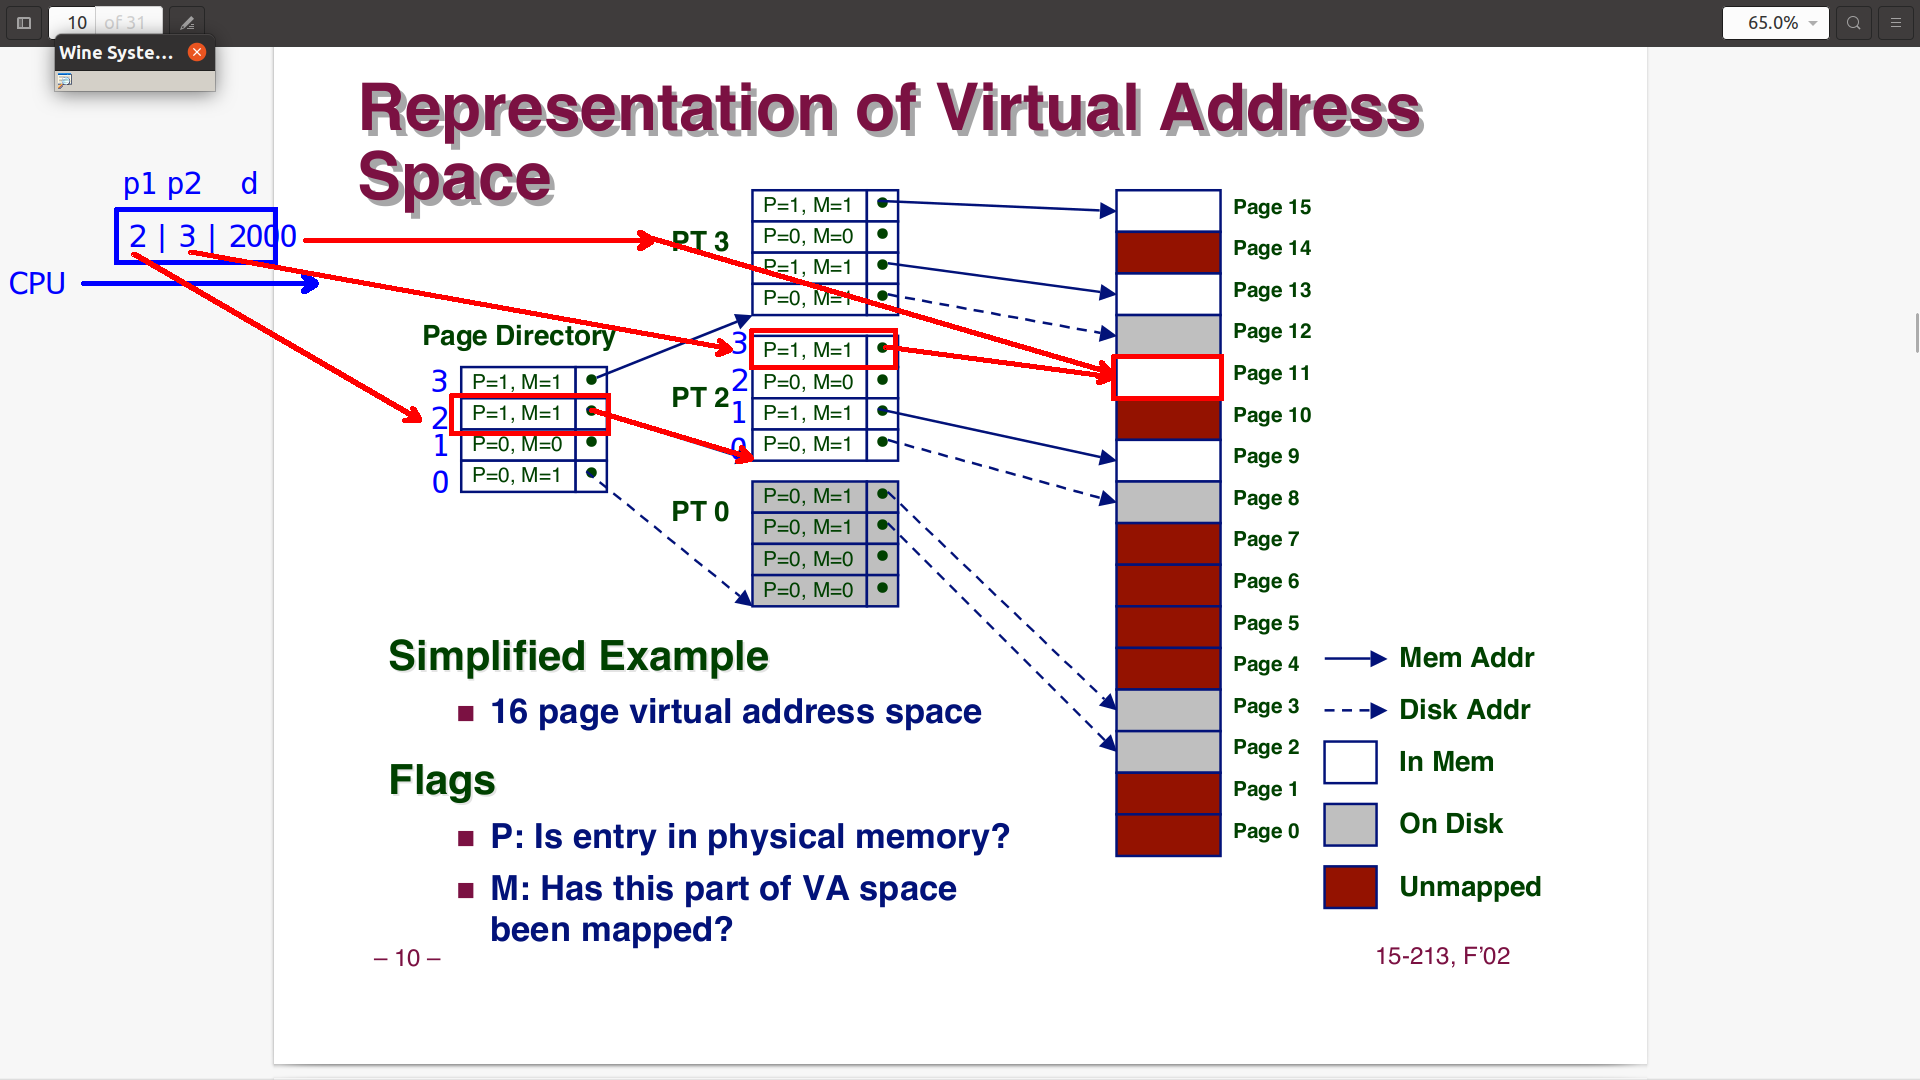 10 of 31
65.0%
Wine Syste...
Representation of Virtual Address
Space
p1 p2 d
2 | 3 | 2000
CPU
Page Directory
3 P=1, M=1
2 P=1, M=1
1 P=0, M=0
0 P=0, M=1
PT 3
P=1, M=1
P=0, M=0
P=1, M=1
P=0, M=1
PT 2
3 P=1, M=1
2 P=0, M=0
1 P=1, M=1
0 P=0, M=1
PT 0
P=0, M=1
P=0, M=1
P=0, M=0
P=0, M=0
Page 15
Page 14
Page 13
Page 12
Page 11
Page 10
Page 9
Page 8
Page 7
Page 6
Page 5
Page 4
Page 3
Page 2
Page 1
Page 0
Mem Addr
Disk Addr
In Mem
On Disk
Unmapped
Simplified Example
16 page virtual address space
Flags
P: Is entry in physical memory?
M: Has this part of VA space
been mapped?
– 10 –
15-213, F’02